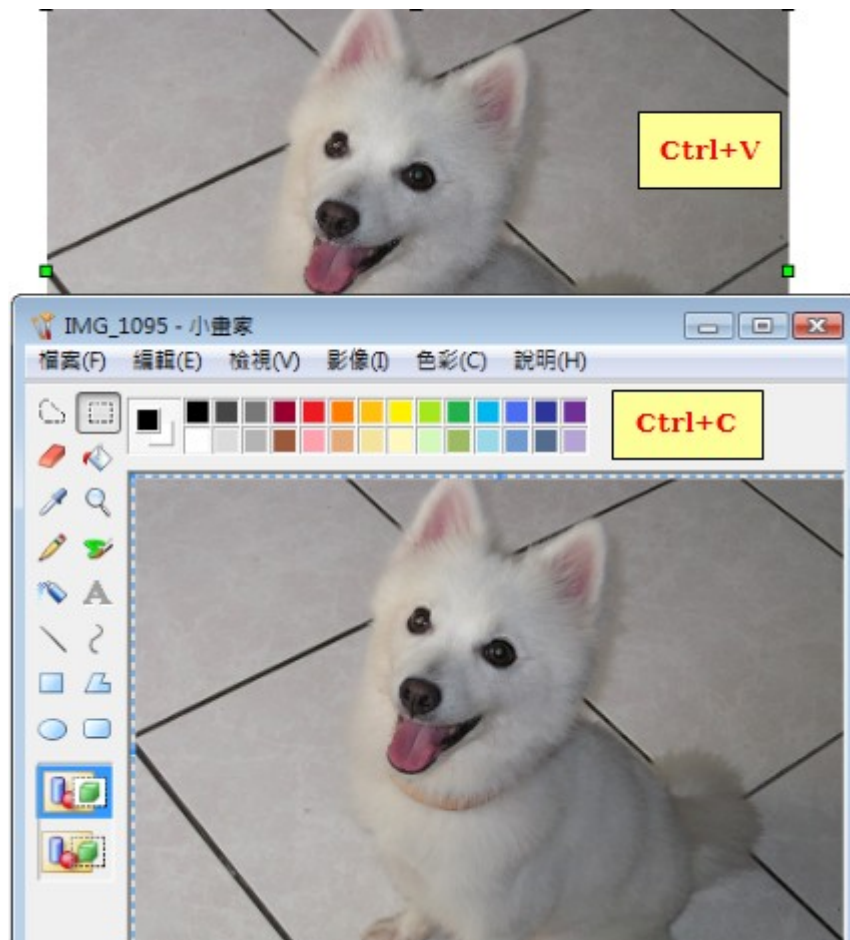 Ctrl+V
IMG_1095 - 小畫家
檔案(F) 編輯(E) 檢視(V) 影像(I) 色彩(C) 說明(H)
Ctrl+C
A